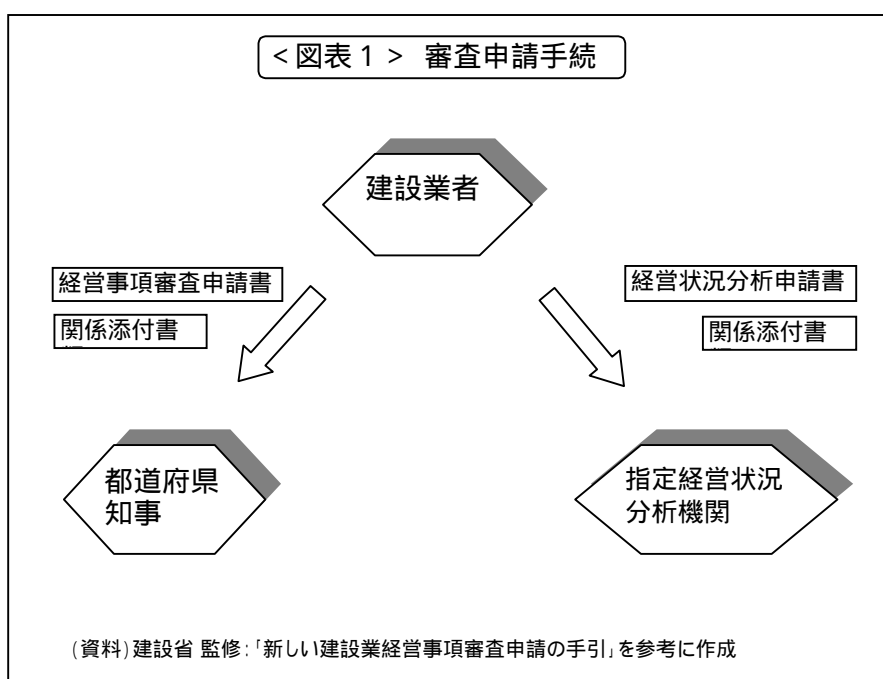 <図表1> 審査申請手続
建設業者
経営事項審査申請書
関係添付書
経営状況分析申請書
関係添付書
都道府県
知事
指定経営状況
分析機関
(資料)建設省 監修:「新しい建設業経営事項審査申請の手引」を参考に作成